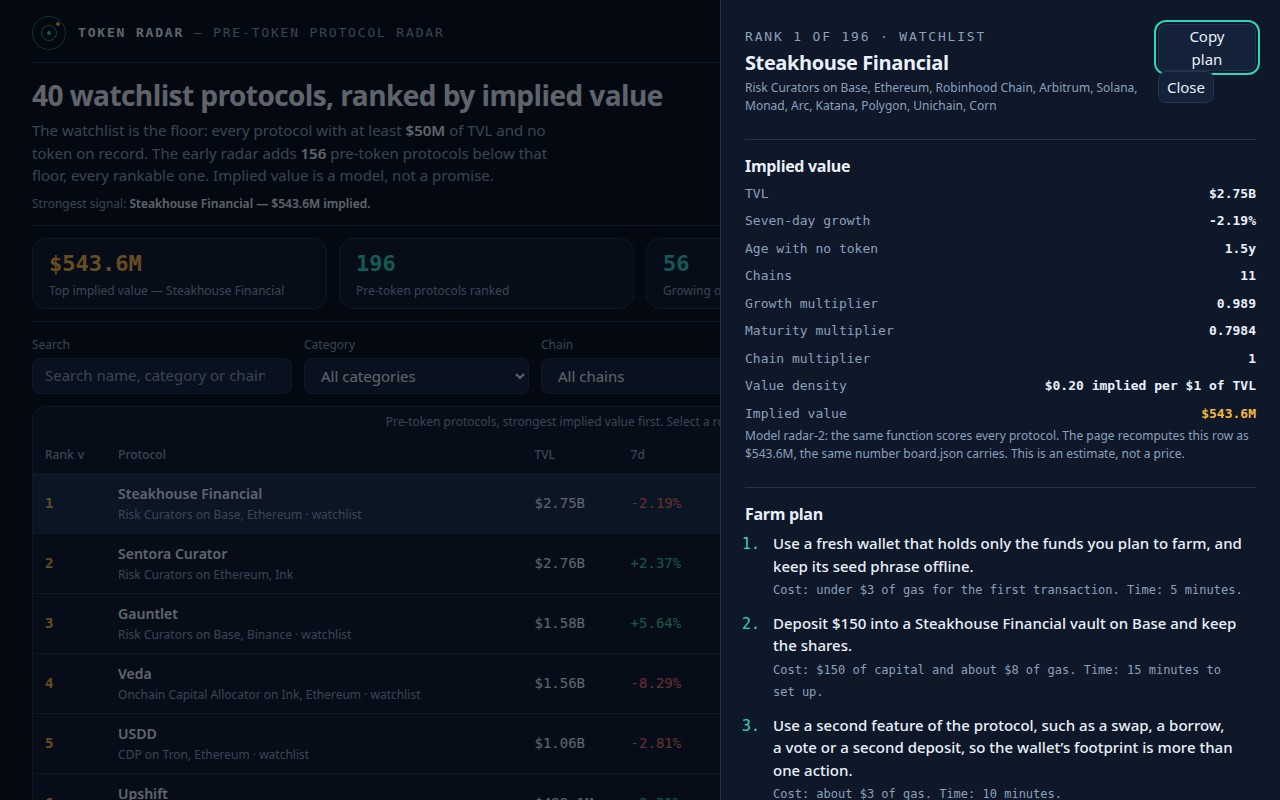 TOKEN RADAR — PRE-TOKEN PROTOCOL RADAR
40 watchlist protocols, ranked by implied value
The watchlist is the floor: every protocol with at least $50M of TVL and no
token on record. The early radar adds 156 pre-token protocols below that
floor, every rankable one. Implied value is a model, not a promise.
Strongest signal: Steakhouse Financial — $543.6M implied.
$543.6M
Top implied value — Steakhouse Financial
196
Pre-token protocols ranked
56
Growing
Search
Search name, category or chain
Category
All categories
Chain
All chains
Pre-token protocols, strongest implied value first. Select a
Rank v Protocol TVL 7d
1 Steakhouse Financial $2.75B -2.19%
Risk Curators on Base, Ethereum · watchlist
2 Sentora Curator $2.76B +2.37%
Risk Curators on Ethereum, Ink
3 Gauntlet $1.58B +5.64%
Risk Curators on Base, Binance · watchlist
4 Veda $1.56B -8.29%
Onchain Capital Allocator on Ink, Ethereum · watchlist
5 USDD $1.06B -2.81%
CDP on Tron, Ethereum · watchlist
Upshift
RANK 1 OF 196 · WATCHLIST
Steakhouse Financial
Risk Curators on Base, Ethereum, Robinhood Chain, Arbitrum, Solana,
Monad, Arc, Katana, Polygon, Unichain, Corn
Copy
plan
Close
Implied value
TVL $2.75B
Seven-day growth -2.19%
Age with no token 1.5y
Chains 11
Growth multiplier 0.989
Maturity multiplier 0.7984
Chain multiplier 1
Value density $0.20 implied per $1 of TVL
Implied value $543.6M
Model radar-2: the same function scores every protocol. The page recomputes this row as
$543.6M, the same number board.json carries. This is an estimate, not a price.
Farm plan
1. Use a fresh wallet that holds only the funds you plan to farm, and
keep its seed phrase offline.
Cost: under $3 of gas for the first transaction. Time: 5 minutes.
2. Deposit $150 into a Steakhouse Financial vault on Base and keep
the shares.
Cost: $150 of capital and about $8 of gas. Time: 15 minutes to
set up.
3. Use a second feature of the protocol, such as a swap, a borrow,
a vote or a second deposit, so the wallet’s footprint is more than
one action.
Cost: about $3 of gas. Time: 10 minutes.